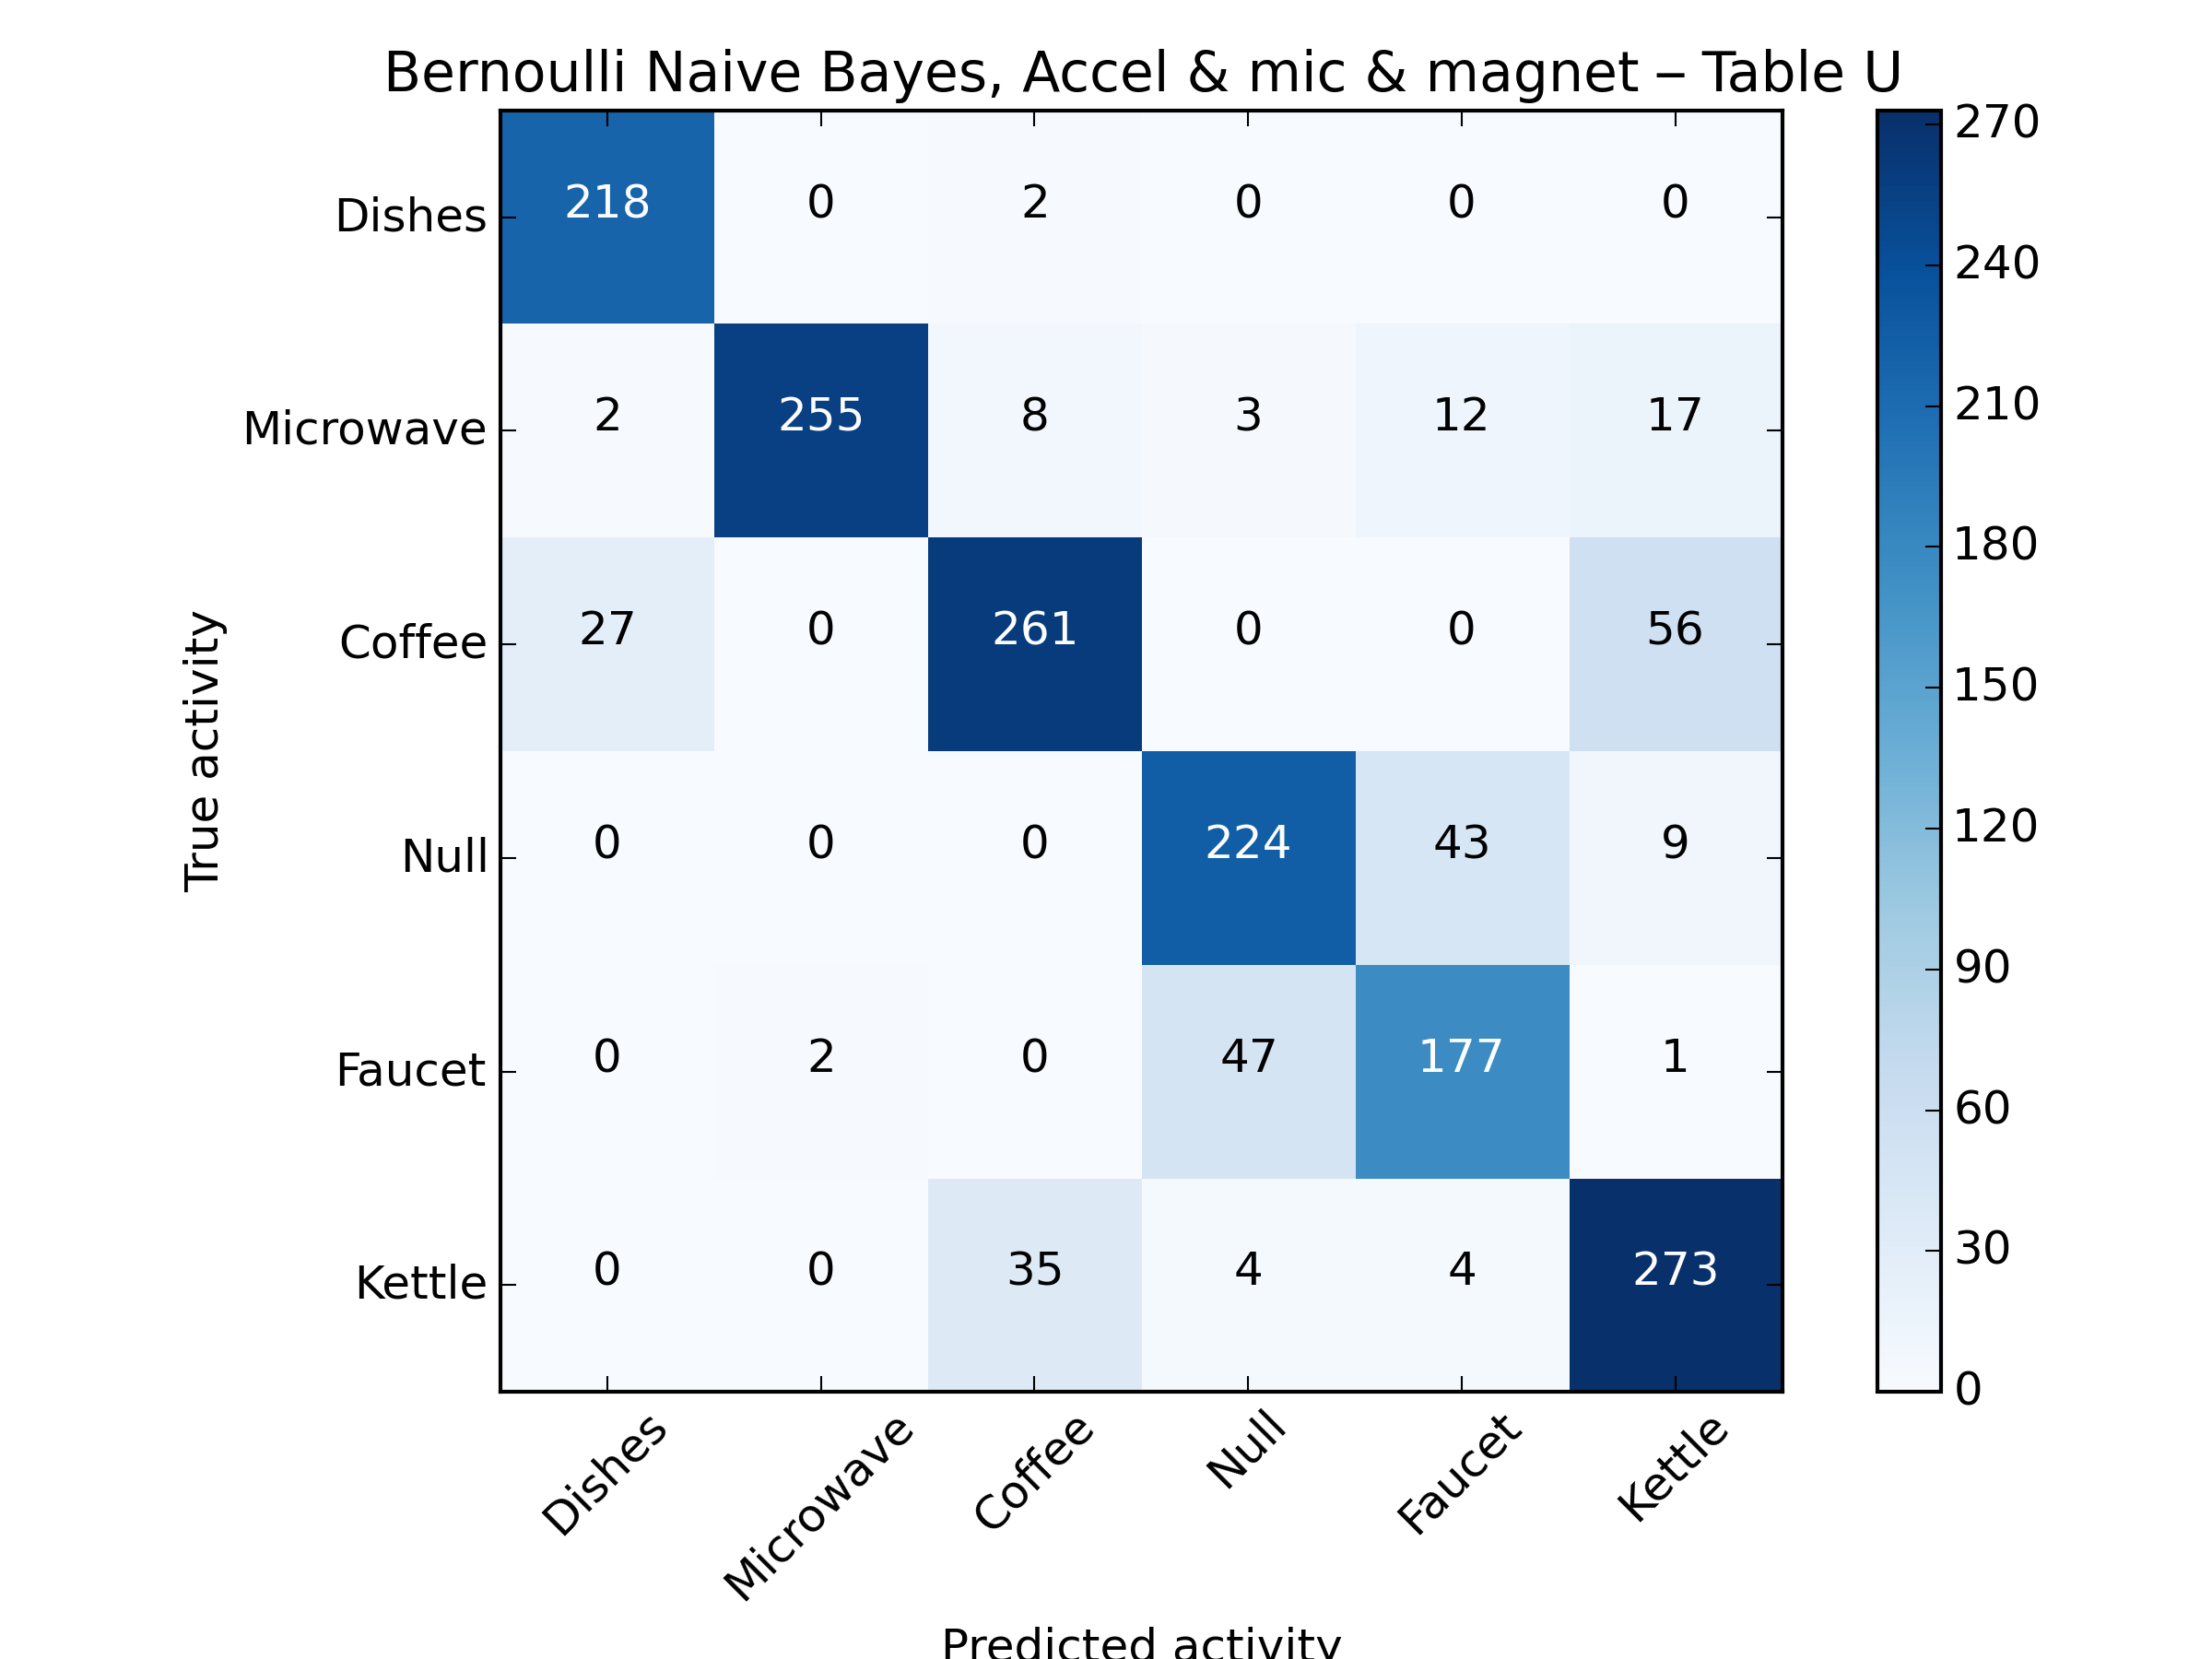 Bernoulli Naive Bayes, Accel & mic & magnet – Table U
270
Dishes 218 0 2 0 0 0
240
Microwave 2 255 8 3 12 17
210
180
Coffee 27 0 261 0 0 56
150
True activity
120
Null 0 0 0 224 43 9
90
Faucet 0 2 0 47 177 1
60
30
Kettle 0 0 35 4 4 273
0
Dishes Microwave Coffee Null Faucet Kettle
Predicted activity